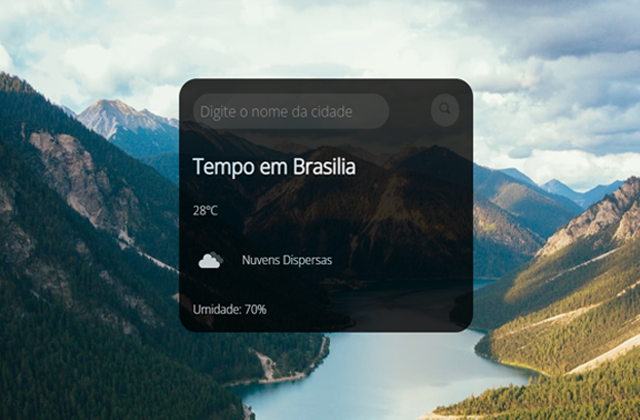 Digite o nome da cidade
Tempo em Brasilia
28°C
Nuvens Dispersas
Umidade: 70%